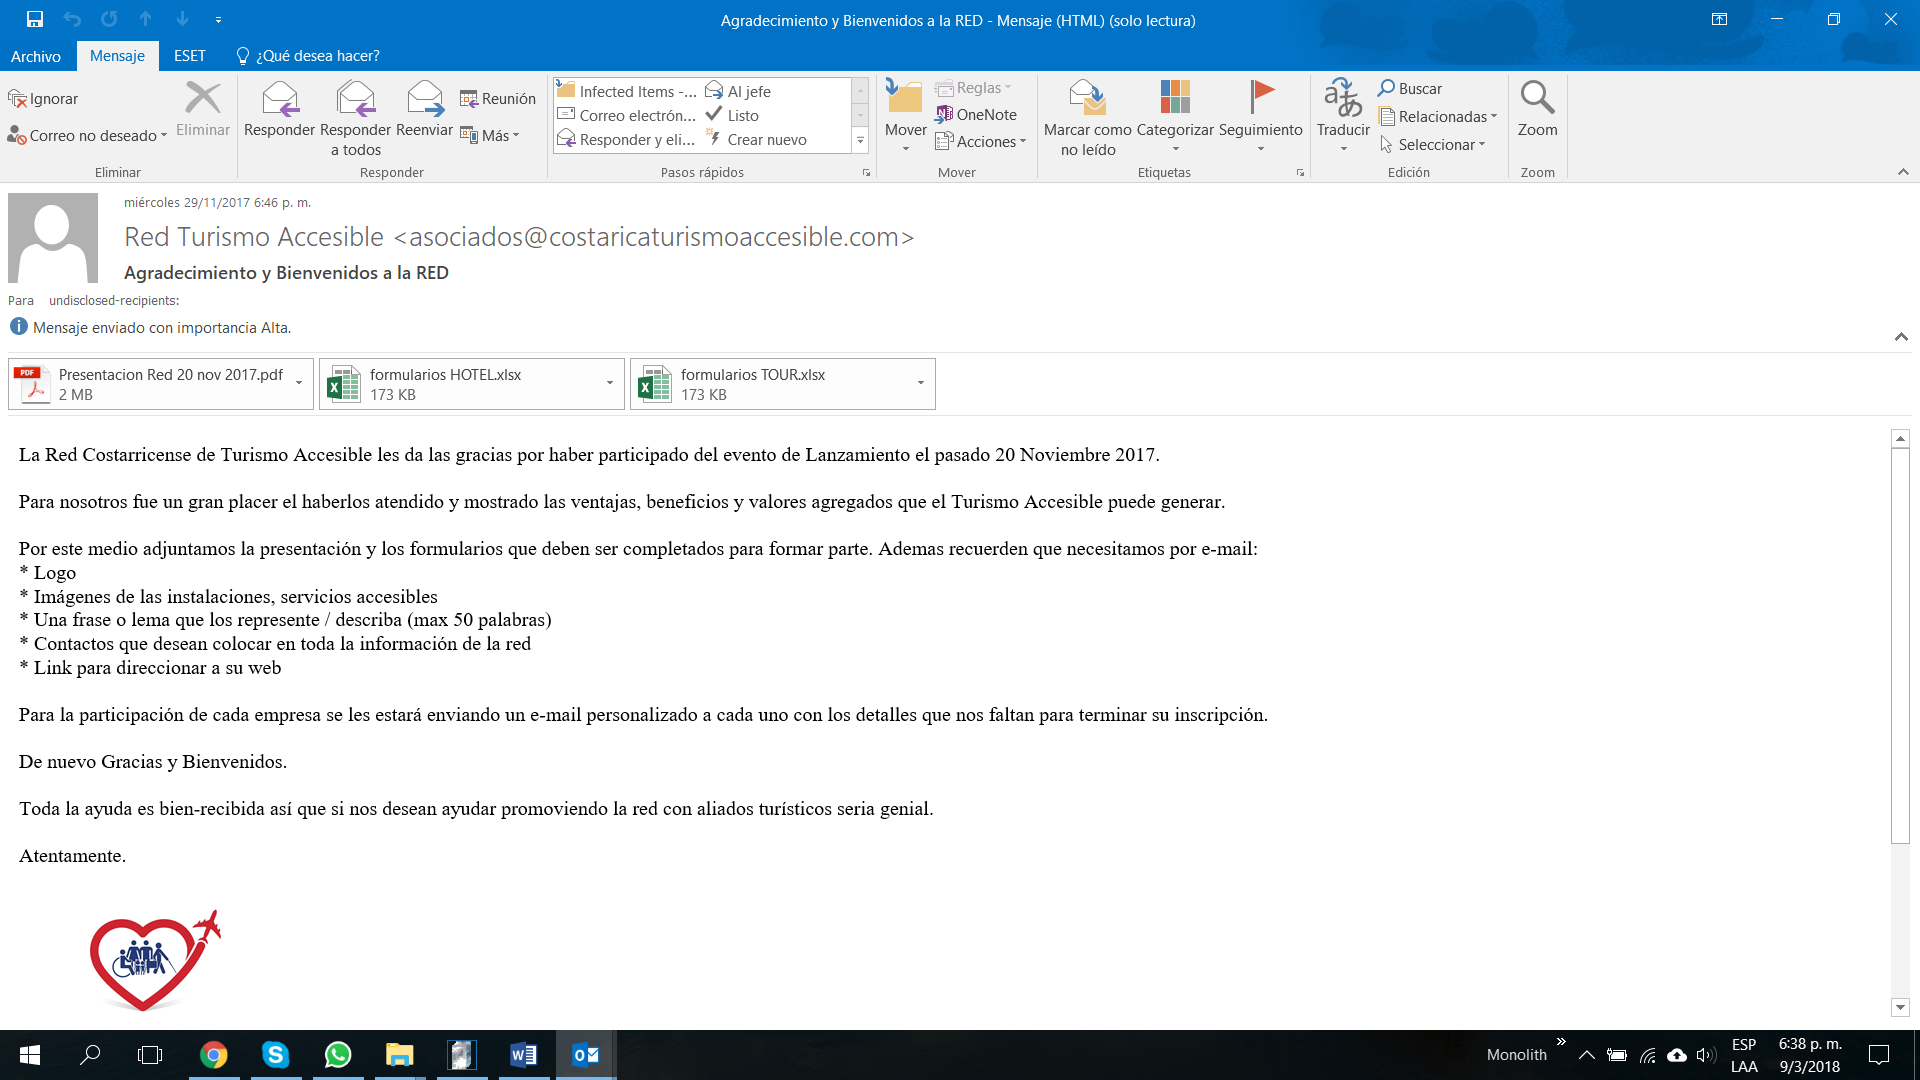 Agradecimiento y Bienvenidos a la RED - Mensaje (HTML) (solo lectura)
Archivo
Mensaje
ESET
¿Qué desea hacer?
Ignorar
Correo no deseado
Eliminar
Eliminar
Responder
Responder a todos
Reenviar
Reunión
Más
Responder
Infected Items -...
Correo electrón...
Responder y eli...
Al jefe
Listo
Crear nuevo
Pasos rápidos
Mover
Reglas
OneNote
Acciones
Mover
Marcar como no leído
Categorizar
Seguimiento
Etiquetas
Traducir
Buscar
Relacionadas
Seleccionar
Edición
Zoom
Zoom
miércoles 29/11/2017 6:46 p. m.
Red Turismo Accesible <asociados@costaricaturismoaccesible.com>
Agradecimiento y Bienvenidos a la RED
Para undisclosed-recipients:
Mensaje enviado con importancia Alta.
PDF
Presentacion Red 20 nov 2017.pdf
2 MB
formularios HOTEL.xlsx
173 KB
formularios TOUR.xlsx
173 KB
La Red Costarricense de Turismo Accesible les da las gracias por haber participado del evento de Lanzamiento el pasado 20 Noviembre 2017.
Para nosotros fue un gran placer el haberlos atendido y mostrado las ventajas, beneficios y valores agregados que el Turismo Accesible puede generar.
Por este medio adjuntamos la presentación y los formularios que deben ser completados para formar parte. Ademas recuerden que necesitamos por e-mail:
* Logo
* Imágenes de las instalaciones, servicios accesibles
* Una frase o lema que los represente / describa (max 50 palabras)
* Contactos que desean colocar en toda la información de la red
* Link para direccionar a su web
Para la participación de cada empresa se les estará enviando un e-mail personalizado a cada uno con los detalles que nos faltan para terminar su inscripción.
De nuevo Gracias y Bienvenidos.
Toda la ayuda es bien-recibida así que si nos desean ayudar promoviendo la red con aliados turísticos seria genial.
Atentamente.
Monolith
ESP
LAA
6:38 p. m.
9/3/2018